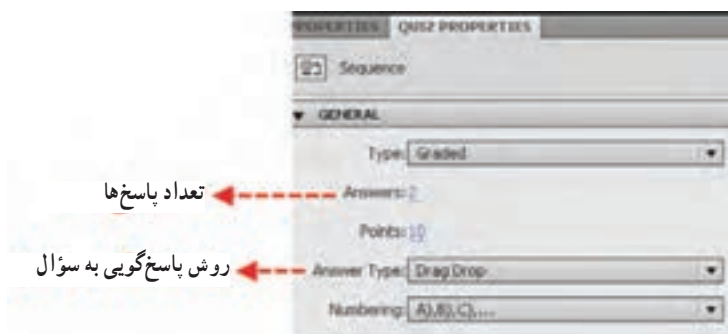 PROPERTIES QUIZ PROPERTIES
Sequence
GENERAL
Type: Graded
تعداد پاسخ‌ها Answers: 2
Points: 10
روش پاسخ‌گویی به سؤال Answer Type: Drag Drop
Numbering: A),B),C),....